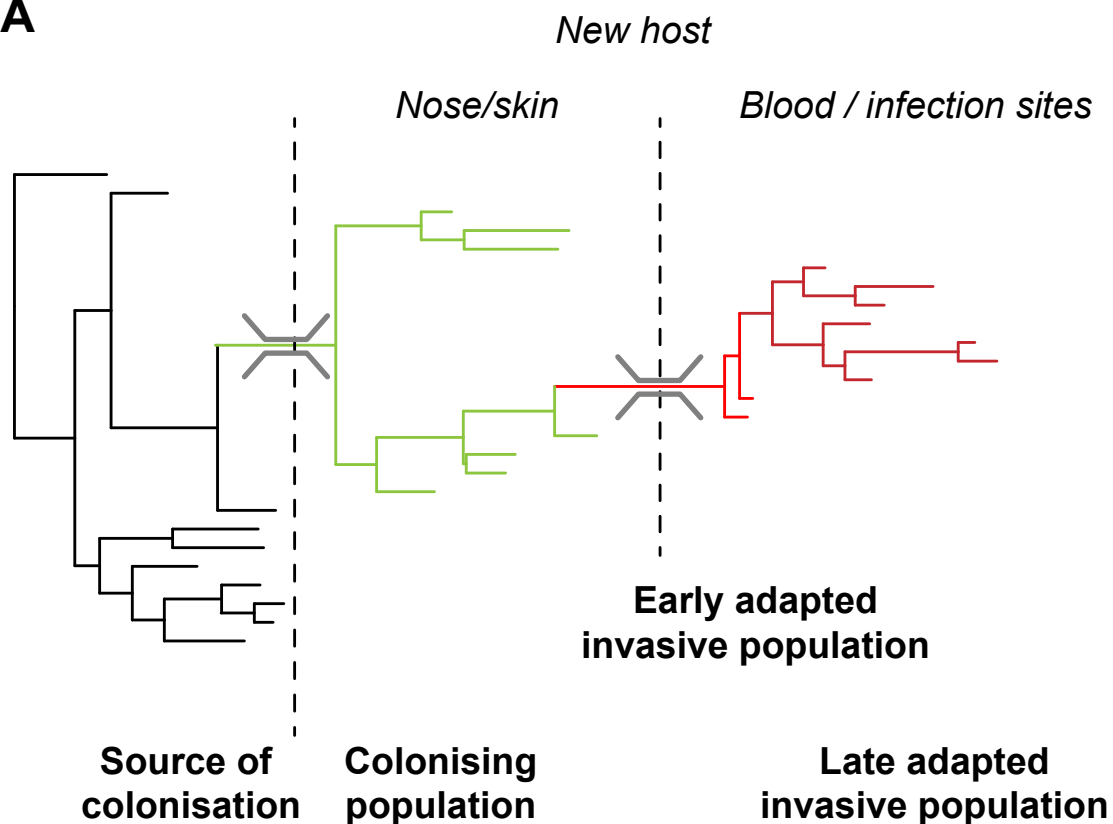 A
New host
Nose/skin
Blood / infection sites
Early adapted
invasive population
Source of
colonisation
Colonising
population
Late adapted
invasive population